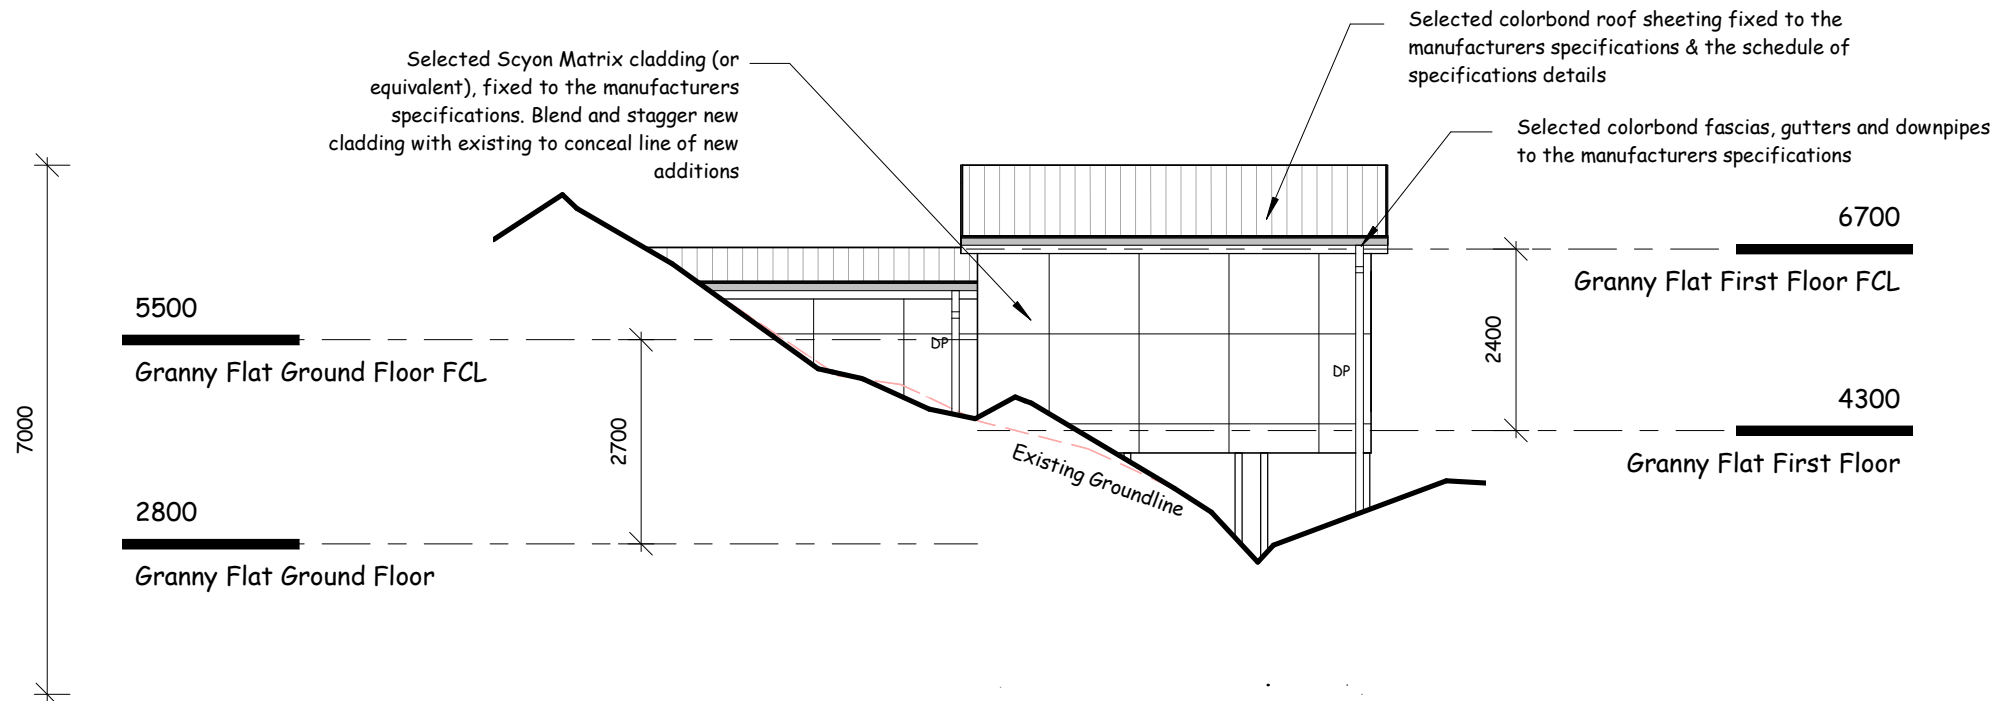 Selected colorbond roof sheeting fixed to the
manufacturers specifications & the schedule of
specifications details
Selected Scyon Matrix cladding (or
equivalent), fixed to the manufacturers
specifications. Blend and stagger new
cladding with existing to conceal line of new
additions
Selected colorbond fascias, gutters and downpipes
to the manufacturers specifications
6700
Granny Flat First Floor FCL
5500
Granny Flat Ground Floor FCL
DP
DP
2400
4300
Granny Flat First Floor
7000
2700
Existing Groundline
2800
Granny Flat Ground Floor